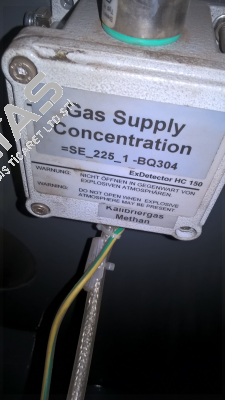 Gas Supply
Concentration
=SE_225_1 -BQ304
ExDetector HC 150
WARNUNG: NICHT ÖFFNEN IN GEGENWART VON
EXPLOSIVEN ATMOSPHÄREN.
WARNING: DO NOT OPEN WHEN EXPLOSIVE
ATMOSPHERE MAY BE PRESENT
Kalibriergas
Methan